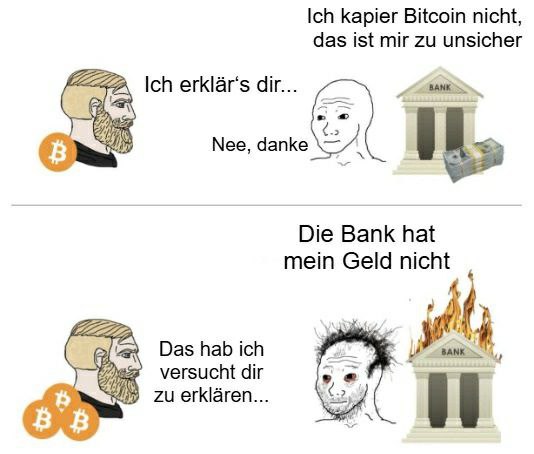 Ich kapier Bitcoin nicht,
das ist mir zu unsicher
Ich erklär‘s dir...
BANK
Nee, danke
Die Bank hat
mein Geld nicht
Das hab ich
versucht dir
zu erklären...
BANK